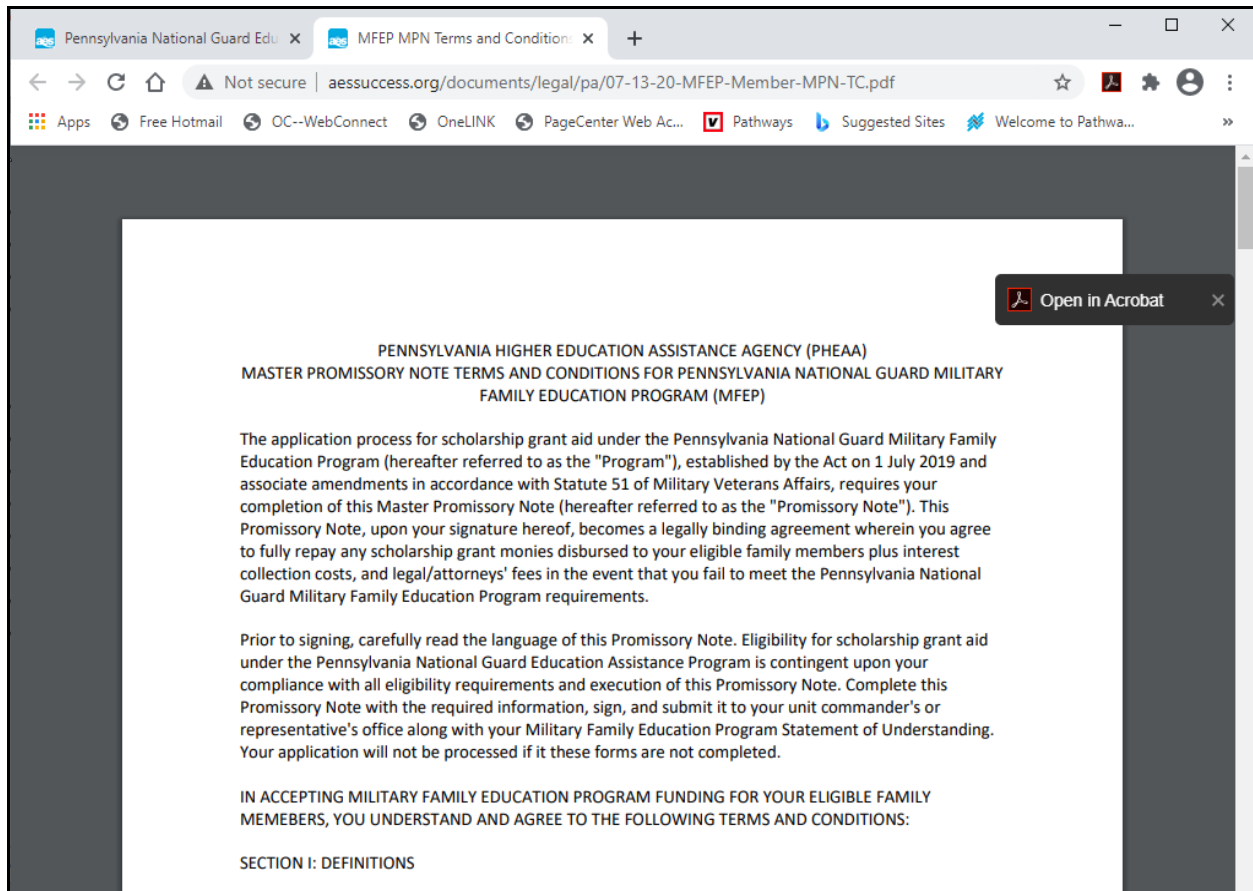 Pennsylvania National Guard Edu
MFEP MPN Terms and Condition
Not secure | aessuccess.org/documents/legal/pa/07-13-20-MFEP-Member-MPN-TC.pdf
Apps Free Hotmail OC--WebConnect OneLINK PageCenter Web Ac... Pathways Suggested Sites Welcome to Pathwa... »
Open in Acrobat
PENNSYLVANIA HIGHER EDUCATION ASSISTANCE AGENCY (PHEAA)
MASTER PROMISSORY NOTE TERMS AND CONDITIONS FOR PENNSYLVANIA NATIONAL GUARD MILITARY
FAMILY EDUCATION PROGRAM (MFEP)
The application process for scholarship grant aid under the Pennsylvania National Guard Military Family
Education Program (hereafter referred to as the "Program"), established by the Act on 1 July 2019 and
associate amendments in accordance with Statute 51 of Military Veterans Affairs, requires your
completion of this Master Promissory Note (hereafter referred to as the "Promissory Note"). This
Promissory Note, upon your signature hereof, becomes a legally binding agreement wherein you agree
to fully repay any scholarship grant monies disbursed to your eligible family members plus interest
collection costs, and legal/attorneys' fees in the event that you fail to meet the Pennsylvania National
Guard Military Family Education Program requirements.
Prior to signing, carefully read the language of this Promissory Note. Eligibility for scholarship grant aid
under the Pennsylvania National Guard Education Assistance Program is contingent upon your
compliance with all eligibility requirements and execution of this Promissory Note. Complete this
Promissory Note with the required information, sign, and submit it to your unit commander's or
representative's office along with your Military Family Education Program Statement of Understanding.
Your application will not be processed if it these forms are not completed.
IN ACCEPTING MILITARY FAMILY EDUCATION PROGRAM FUNDING FOR YOUR ELIGIBLE FAMILY
MEMEBERS, YOU UNDERSTAND AND AGREE TO THE FOLLOWING TERMS AND CONDITIONS:
SECTION I: DEFINITIONS